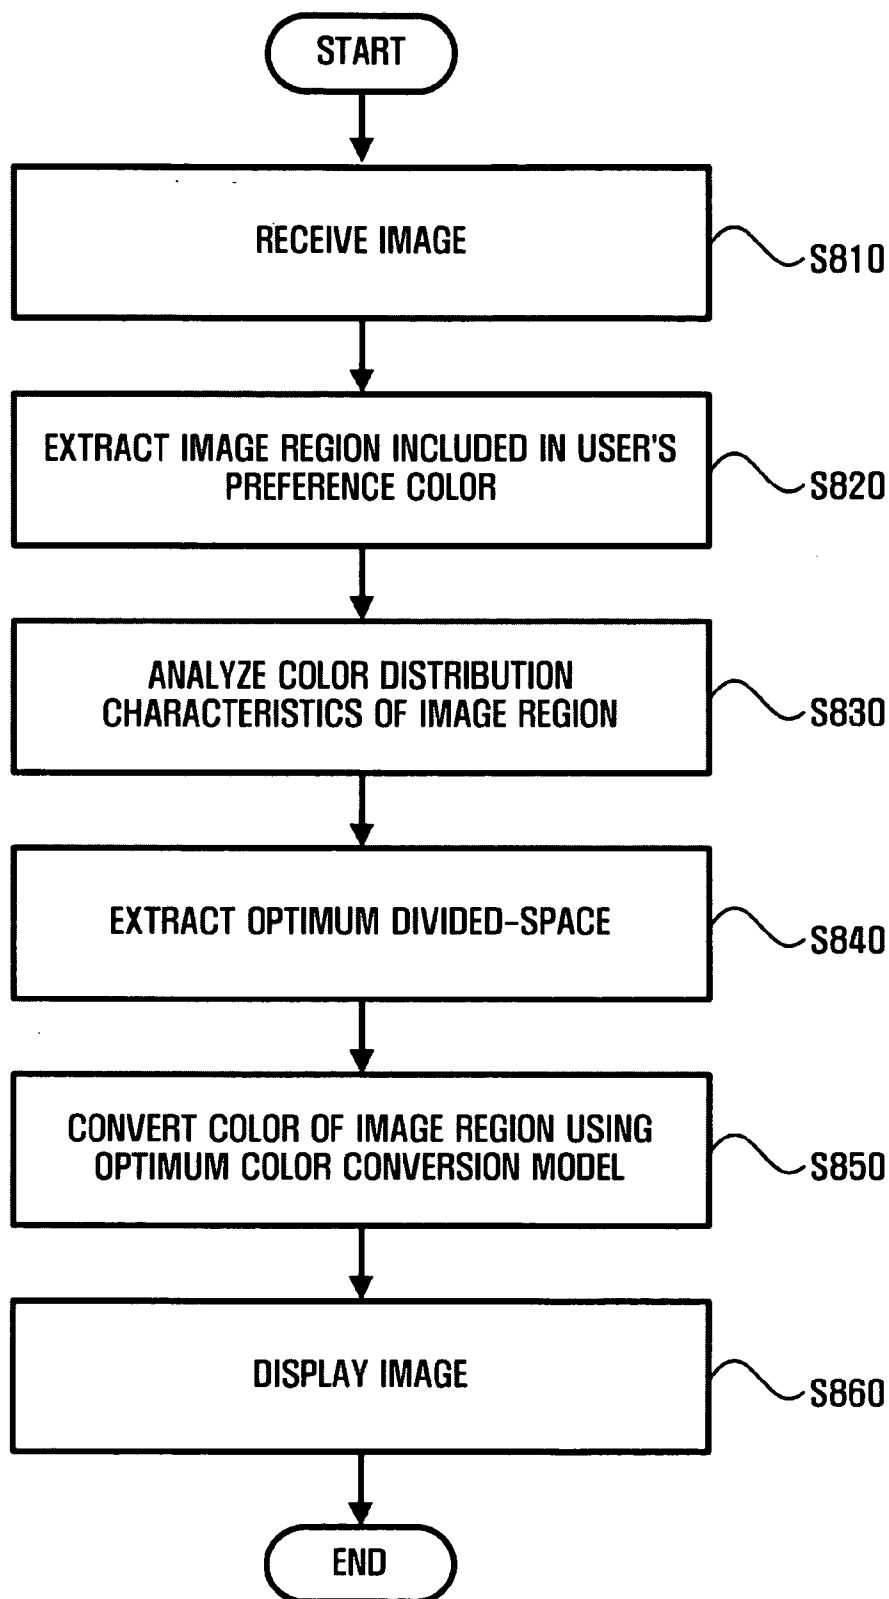 START
RECEIVE IMAGE
S810
EXTRACT IMAGE REGION INCLUDED IN USER'S
PREFERENCE COLOR
S820
ANALYZE COLOR DISTRIBUTION
CHARACTERISTICS OF IMAGE REGION
S830
EXTRACT OPTIMUM DIVIDED-SPACE
S840
CONVERT COLOR OF IMAGE REGION USING
OPTIMUM COLOR CONVERSION MODEL
S850
DISPLAY IMAGE
S860
END